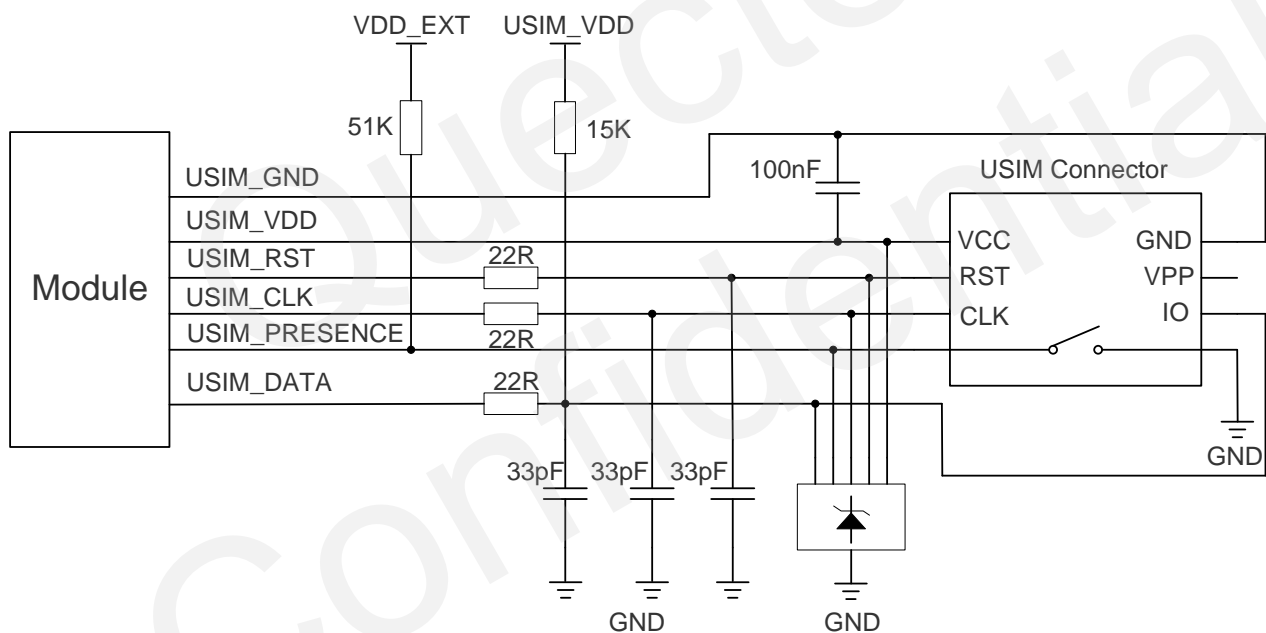 VDD_EXT
USIM_VDD
51K
15K
100nF
USIM Connector
USIM_GND
USIM_VDD
USIM_RST
22R
USIM_CLK
22R
USIM_PRESENCE
USIM_DATA
22R
Module
VCC
GND
RST
VPP
CLK
IO
GND
33pF
33pF
33pF
GND
GND
Quectel
Confidential